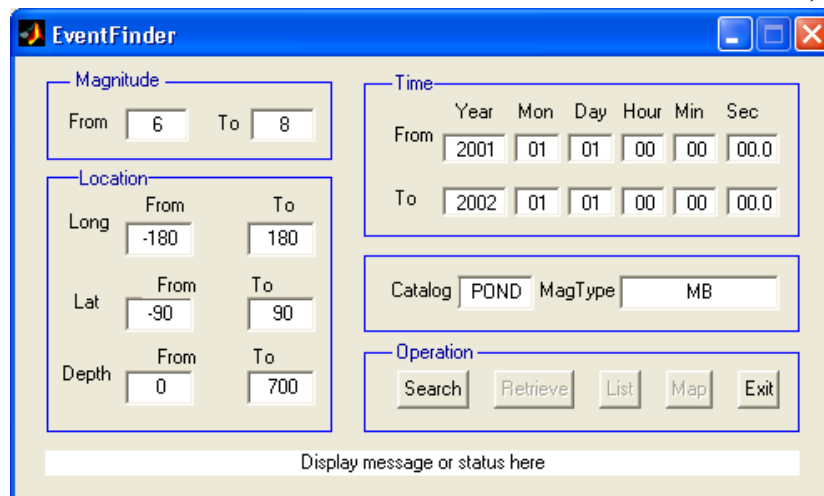 EventFinder
Magnitude
From 6 To 8
Location
From To
Long -180 180
From To
Lat -90 90
From To
Depth 0 700
Time
Year Mon Day Hour Min Sec
From 2001 01 01 00 00 00.0
To 2002 01 01 00 00 00.0
Catalog POND MagType MB
Operation
Search Retrieve List Map Exit
Display message or status here